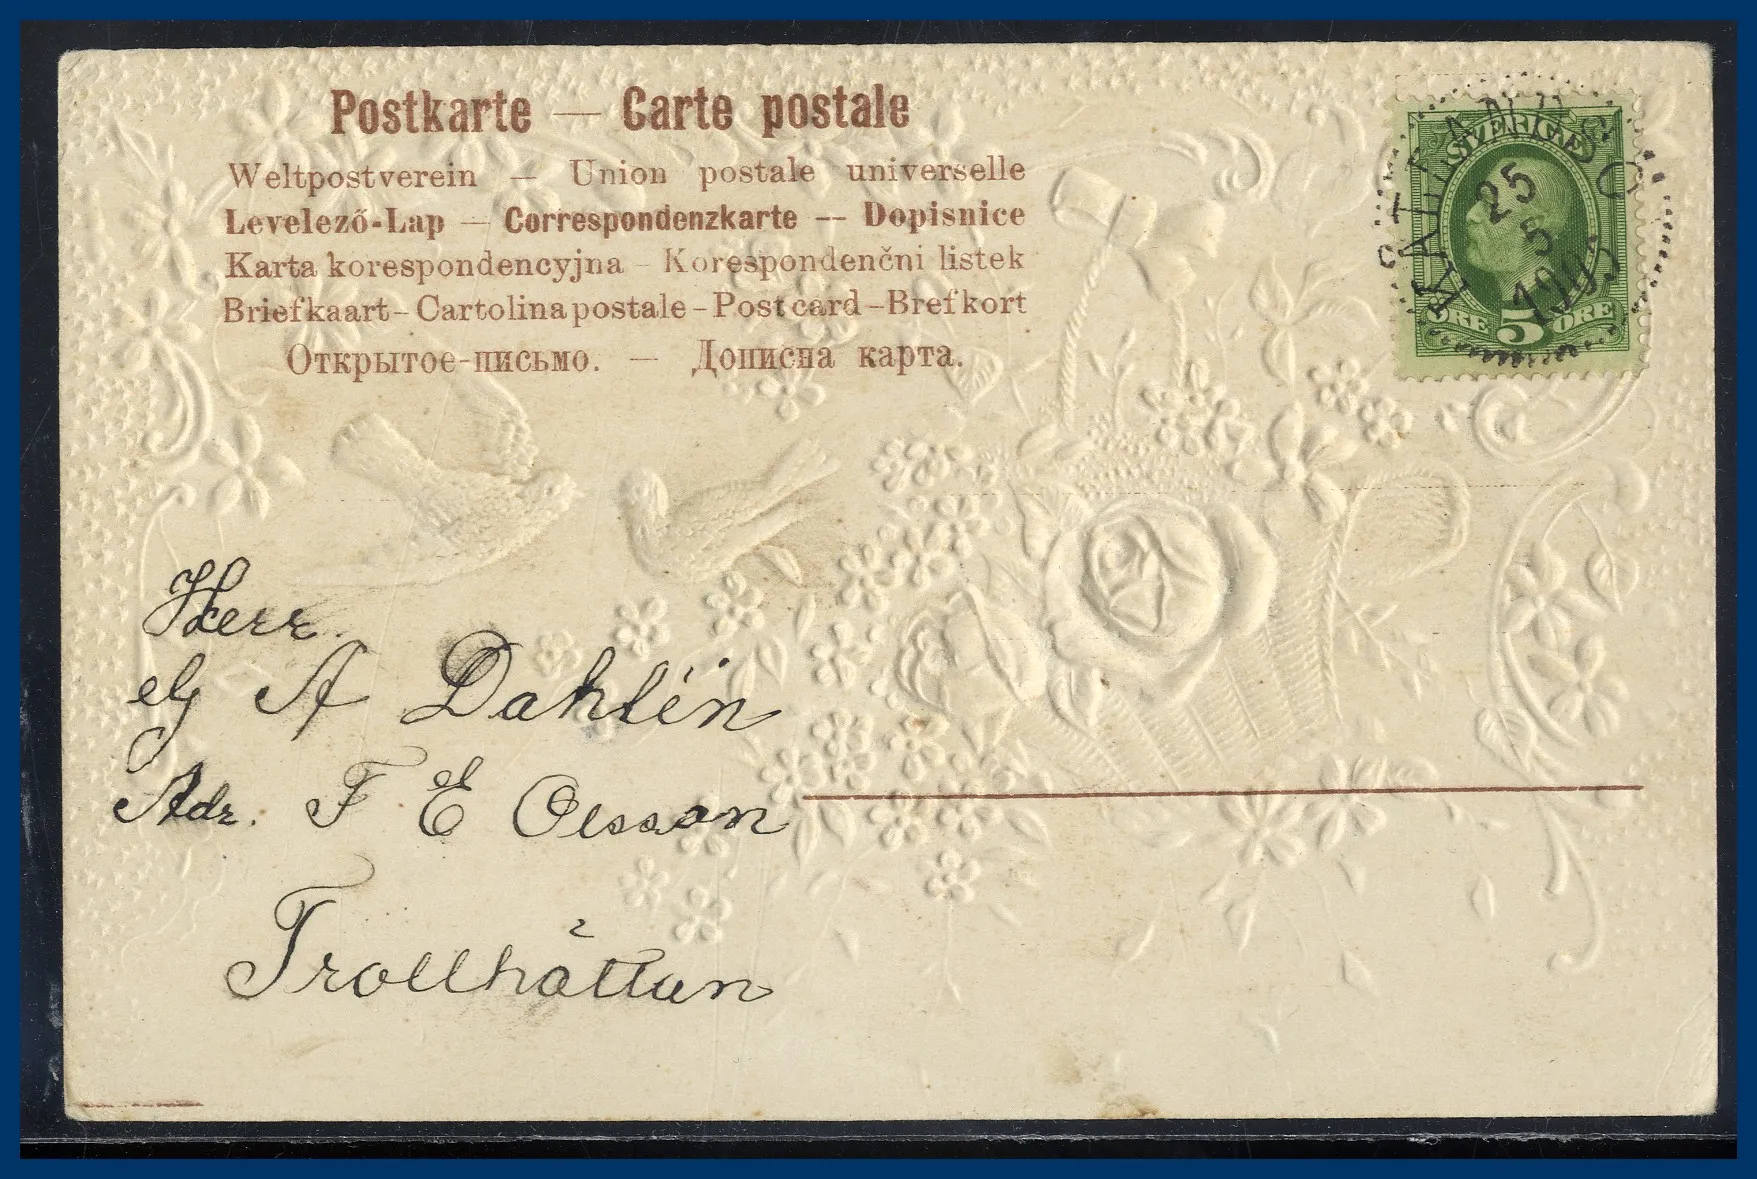 Postkarte — Carte postale
Weltpostverein — Union postale universelle
Levelező-Lap — Correspondenzkarte — Dopisnice
Karta korespondencyjna – Korespondenčni listek
Briefkaart – Cartolina postale – Post card – Brefkort
Открытое-письмо. — Дописна карта.
SVERIGE
25
5
ÖRE 5 ÖRE
Herr.
A Dahlén
Adr. F E Olsson
Trollhättan